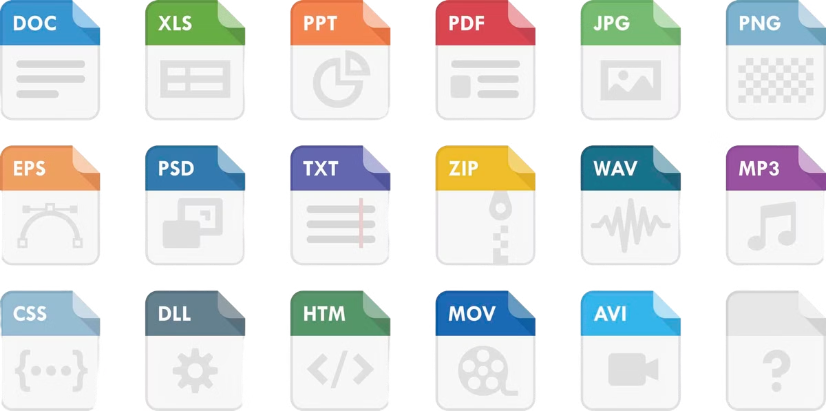 DOC XLS PPT PDF JPG PNG
EPS PSD TXT ZIP WAV MP3
CSS DLL HTM MOV AVI
?